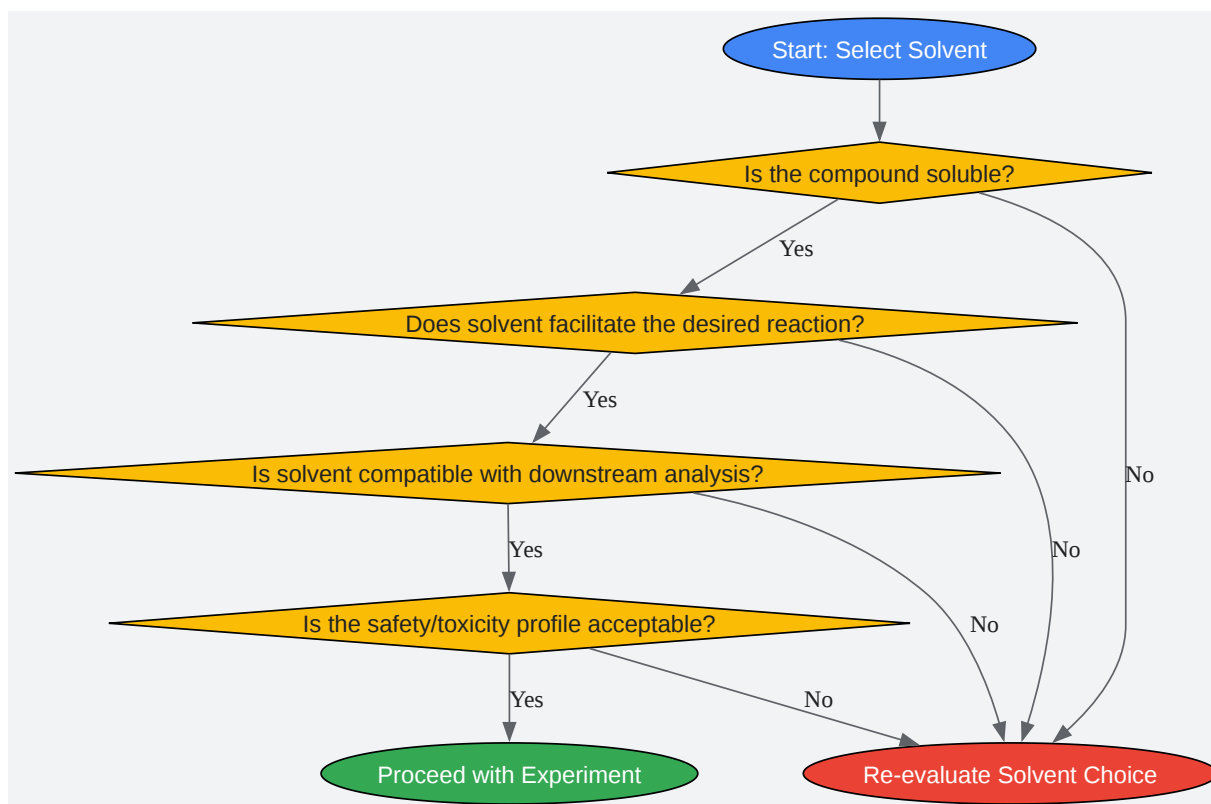 Start: Select Solvent
Is the compound soluble?
Yes
Does solvent facilitate the desired reaction?
Yes
Is solvent compatible with downstream analysis?
No
Yes
No
Is the safety/toxicity profile acceptable?
No
Yes
No
Proceed with Experiment
Re-evaluate Solvent Choice